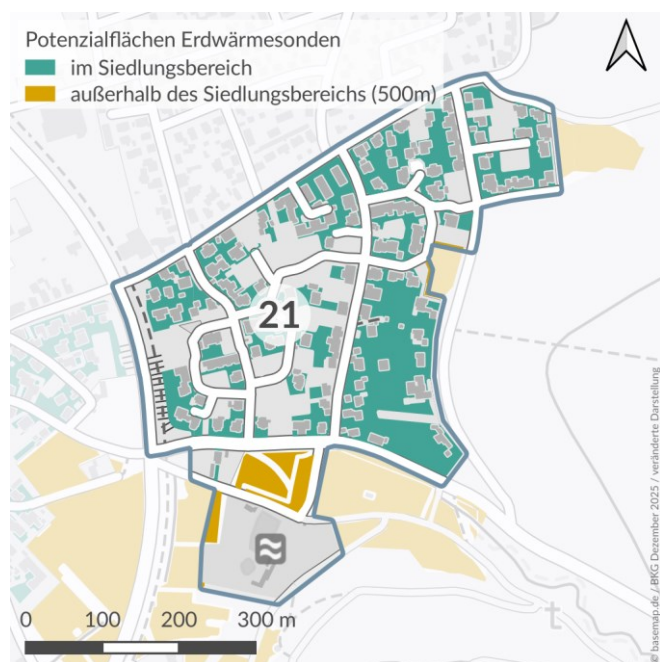 Potenzialflächen Erdwärmesonden
im Siedlungsbereich
außerhalb des Siedlungsbereichs (500m)
21
t
0 100 200 300 m
© basemap.de / BKG Dezember 2025 / veränderte Darstellung